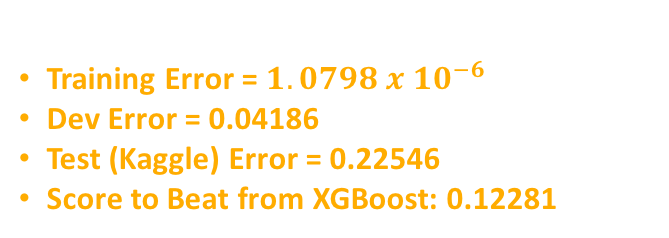 • Training Error = 1.0798 x 10⁻⁶
• Dev Error = 0.04186
• Test (Kaggle) Error = 0.22546
• Score to Beat from XGBoost: 0.12281